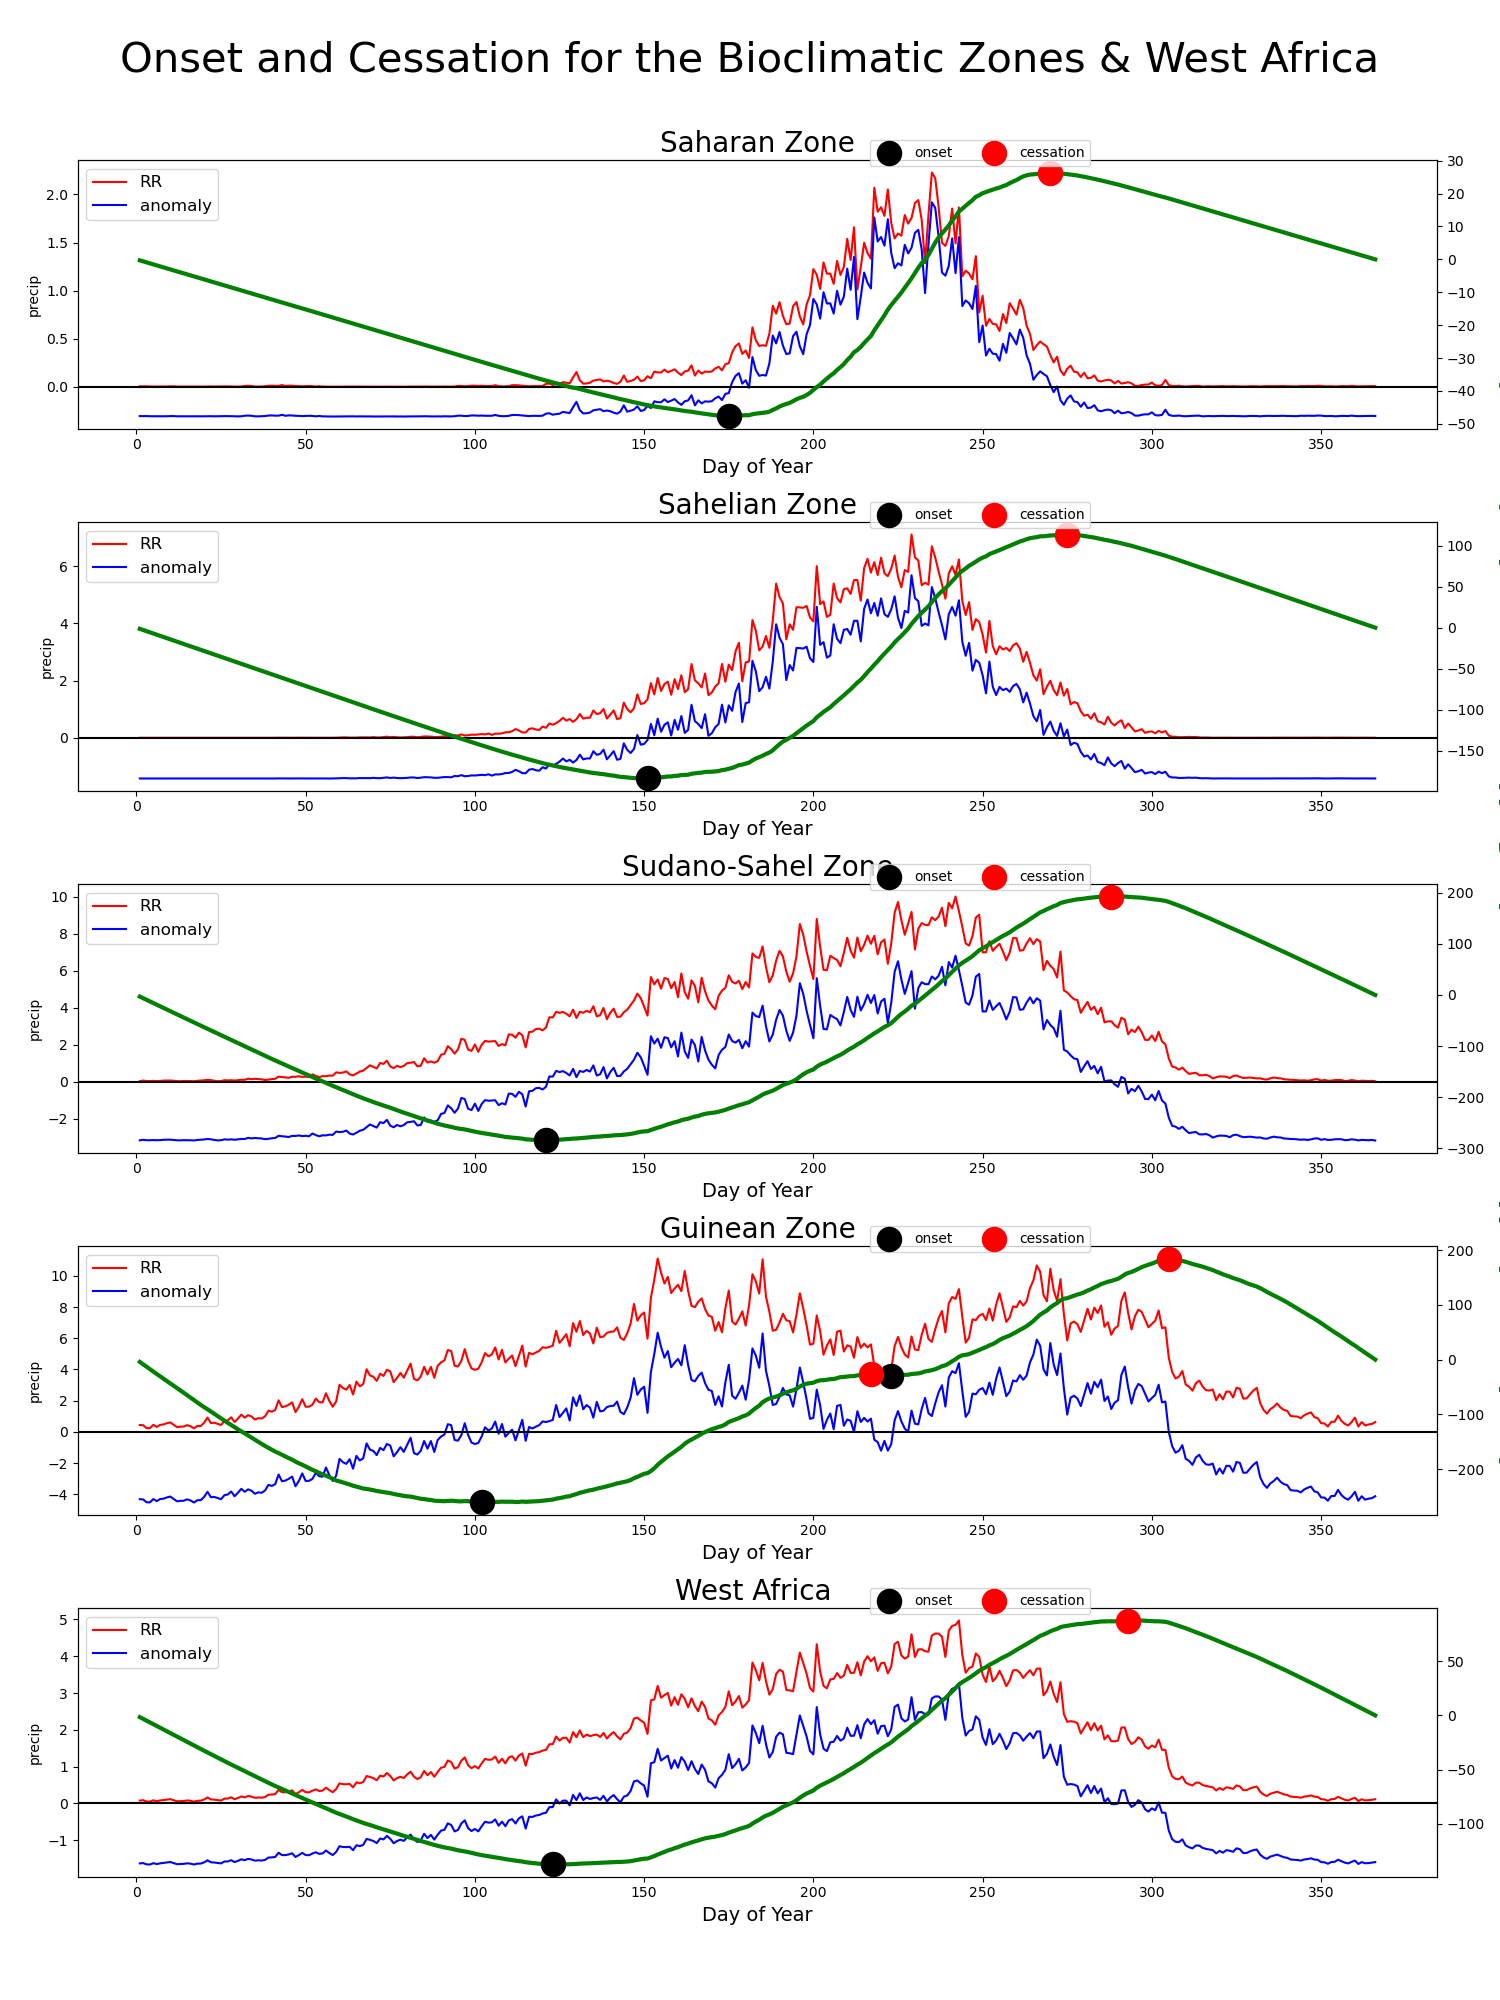 Onset and Cessation for the Bioclimatic Zones & West Africa
Saharan Zone
onset cessation
RR
anomaly
precip
2.0
1.5
1.0
0.5
0.0
30
20
10
0
−10
−20
−30
−40
−50
0 50 100 150 200 250 300 350
Day of Year
Sahelian Zone
onset cessation
RR
anomaly
precip
6
4
2
0
100
50
0
−50
−100
−150
0 50 100 150 200 250 300 350
Day of Year
Sudano-Sahel Zone
onset cessation
RR
anomaly
precip
10
8
6
4
2
0
−2
200
100
0
−100
−200
−300
0 50 100 150 200 250 300 350
Day of Year
Guinean Zone
onset cessation
RR
anomaly
precip
10
8
6
4
2
0
−2
−4
200
100
0
−100
−200
0 50 100 150 200 250 300 350
Day of Year
West Africa
onset cessation
RR
anomaly
precip
5
4
3
2
1
0
−1
50
0
−50
−100
0 50 100 150 200 250 300 350
Day of Year